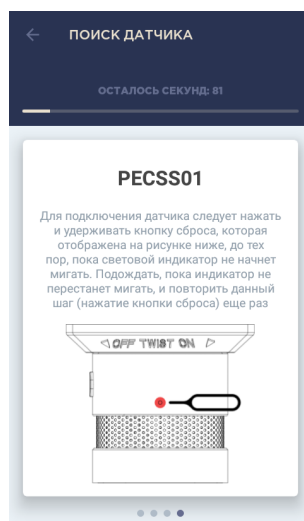 ПОИСК ДАТЧИКА
ОСТАЛОСЬ СЕКУНД: 81
PECSS01
Для подключения датчика следует нажать
и удерживать кнопку сброса, которая
отображена на рисунке ниже, до тех
пор, пока световой индикатор не начнет
мигать. Подождать, пока индикатор не
перестанет мигать, и повторить данный
шаг (нажатие кнопки сброса) еще раз
OFF TWIST ON